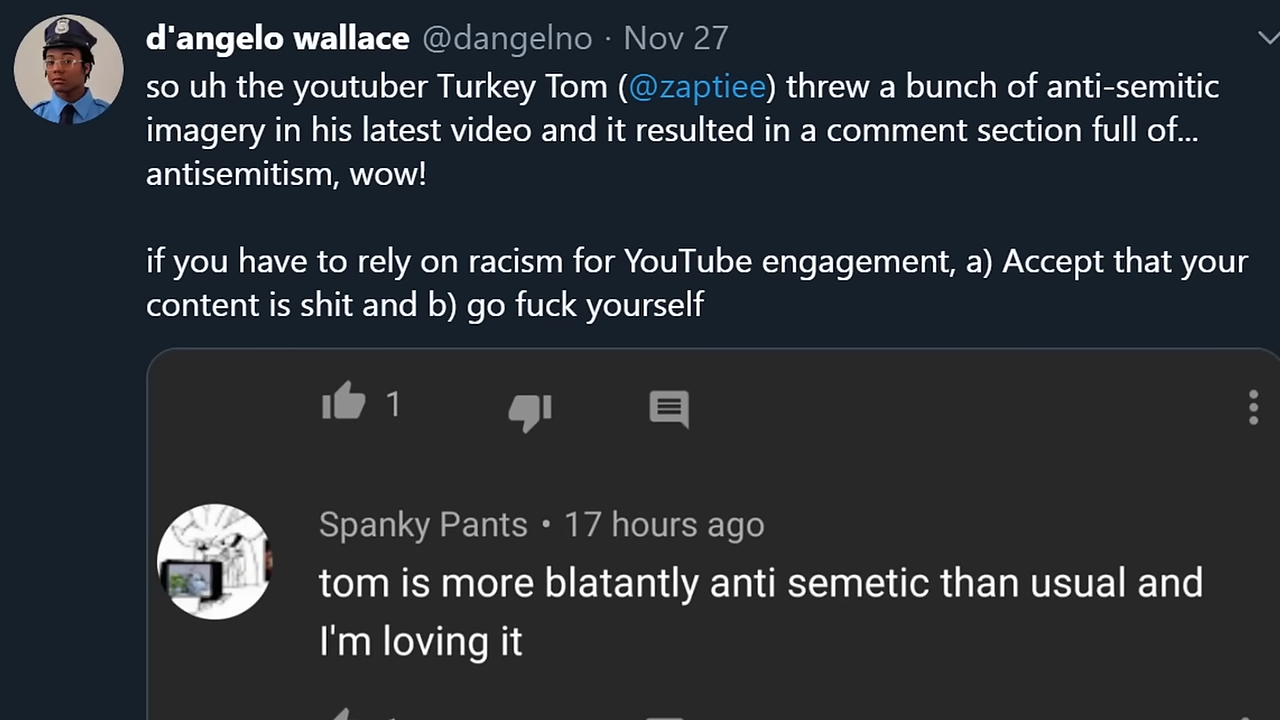 d'angelo wallace @dangelno · Nov 27
so uh the youtuber Turkey Tom (@zaptiee) threw a bunch of anti-semitic
imagery in his latest video and it resulted in a comment section full of...
antisemitism, wow!
if you have to rely on racism for YouTube engagement, a) Accept that your
content is shit and b) go fuck yourself
1
Spanky Pants • 17 hours ago
tom is more blatantly anti semetic than usual and
I'm loving it